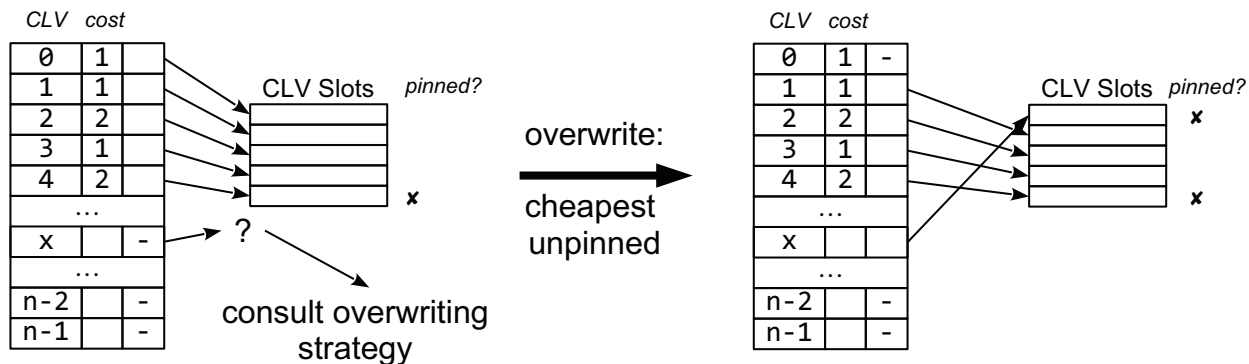 CLV cost
0 1
1 1
2 2
3 1
4 2
...
x -
...
n-2 -
n-1 -
CLV Slots pinned?
✘
?
consult overwriting
strategy
overwrite:
cheapest
unpinned
CLV cost
0 1 -
1 1
2 2
3 1
4 2
...
x
...
n-2 -
n-1 -
CLV Slots pinned?
✘
✘